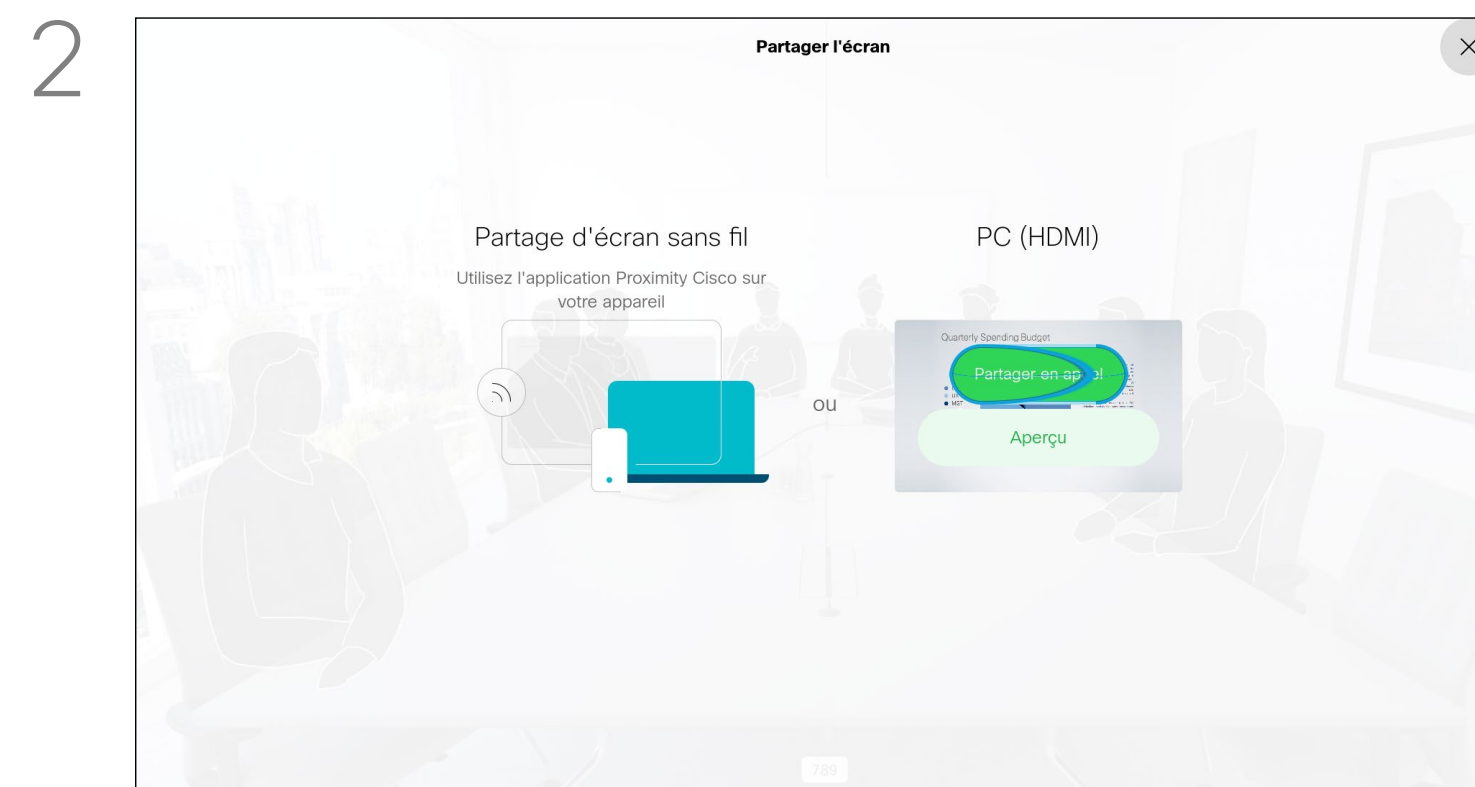 2
Partager l'écran
Partage d'écran sans fil
Utilisez l'application Proximity Cisco sur
votre appareil
ou
PC (HDMI)
Quarterly Spending Budget
Partager en appel
MGT
Aperçu
789